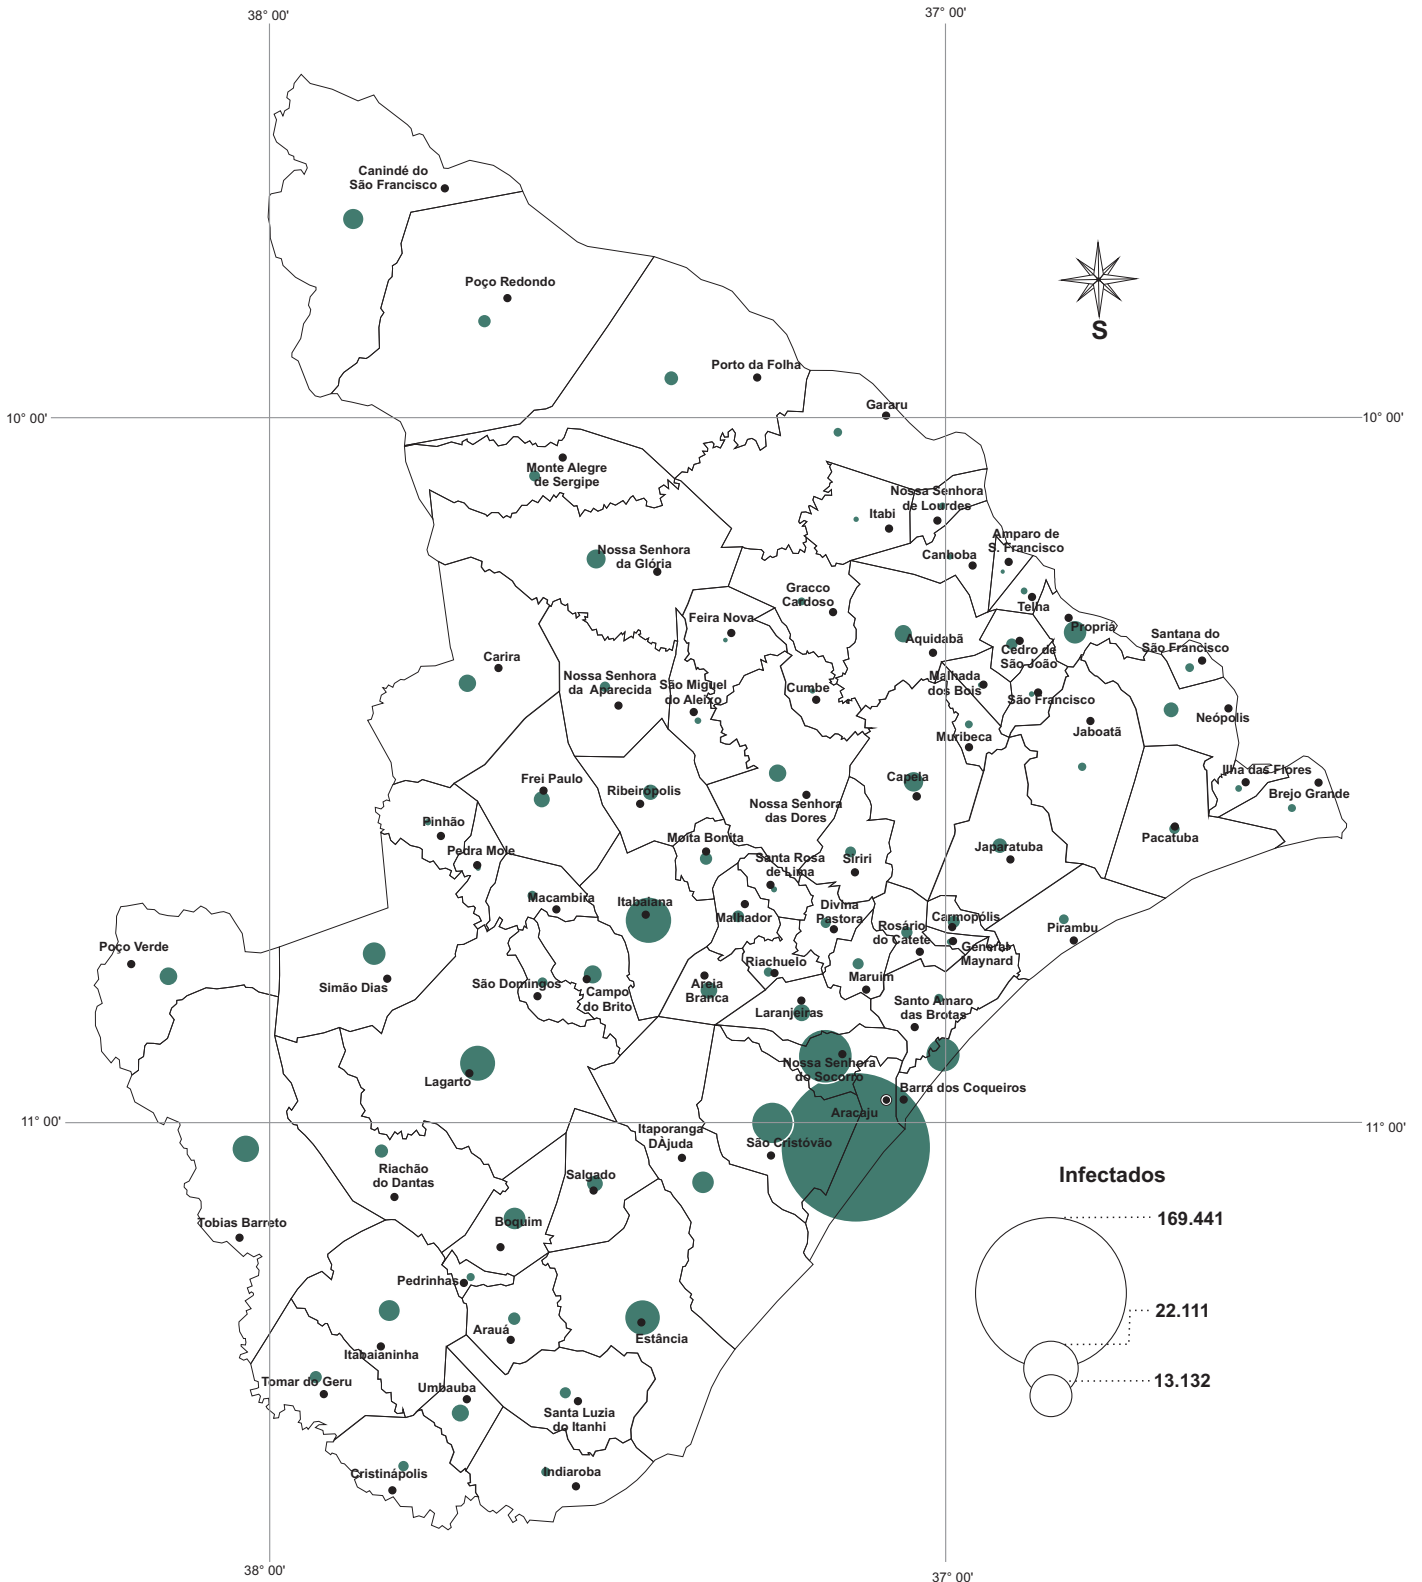 38° 00'
37° 00'
Canindé do
São Francisco
Poço Redondo
S
Porto da Folha
Gararu
10° 00'
10° 00'
Monte Alegre
de Sergipe
Nossa Senhora
de Lourdes
Itabi
Nossa Senhora
da Glória
Canhoba
Amparo de
S. Francisco
Gracco
Cardoso
Telha
Feira Nova
Propriá
Aquidabã
Cedro de
São João
Santana do
São Francisco
Carira
Nossa Senhora
da Aparecida
São Miguel
do Aleixo
Cumbe
Malhada
dos Bois
São Francisco
Neópolis
Jaboatã
Muribeca
Frei Paulo
Ribeirópolis
Capela
Nossa Senhora
das Dores
Ilha das Flores
Brejo Grande
Pinhão
Pedra Mole
Moita Bonita
Santa Rosa
de Lima
Siriri
Japaratuba
Pacatuba
Macambira
Itabaiana
Malhador
Divina
Pastora
Rosário
do Catete
Carmopólis
General
Maynard
Pirambu
Poço Verde
Simão Dias
São Domingos
Campo
do Brito
Areia
Branca
Riachuelo
Maruim
Laranjeiras
Santo Amaro
das Brotas
Lagarto
Nossa Senhora
do Socorro
Barra dos Coqueiros
Aracaju
11° 00'
11° 00'
Itaporanga
DÀjuda
São Cristóvão
Riachão
do Dantas
Salgado
Infectados
169.441
Tobias Barreto
Boquim
Pedrinhas
22.111
Arauá
Estância
Itabaianinha
Tomar do Geru
Umbauba
13.132
Santa Luzia
do Itanhi
Cristinápolis
Indiaroba
38° 00'
37° 00'